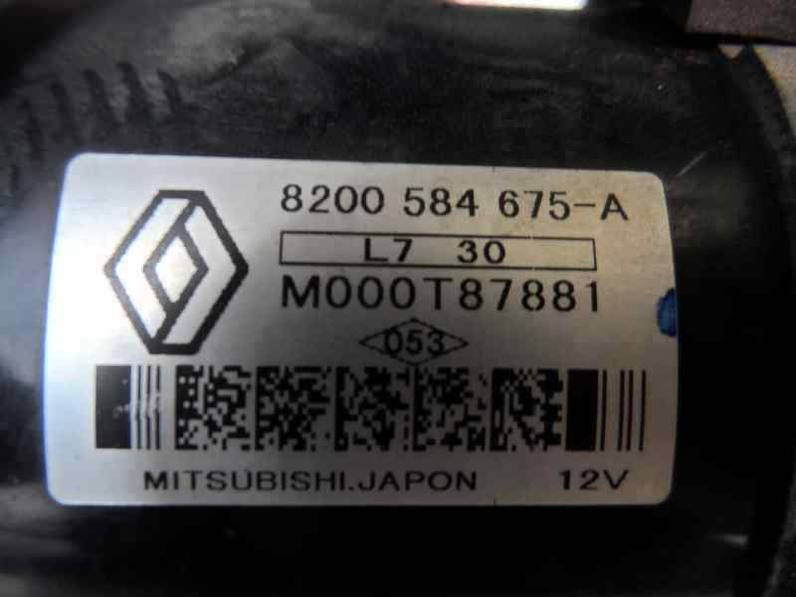 8200 584 675-A
L7 30
M000T87881
053
MITSUBISHI.JAPON 12V